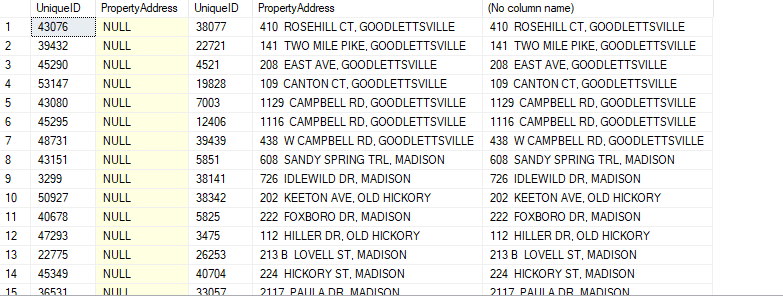 UniqueID PropertyAddress UniqueID PropertyAddress (No column name)
1 43076 NULL 38077 410 ROSEHILL CT, GOODLETTSVILLE 410 ROSEHILL CT, GOODLETTSVILLE
2 39432 NULL 22721 141 TWO MILE PIKE, GOODLETTSVILLE 141 TWO MILE PIKE, GOODLETTSVILLE
3 45290 NULL 4521 208 EAST AVE, GOODLETTSVILLE 208 EAST AVE, GOODLETTSVILLE
4 53147 NULL 19828 109 CANTON CT, GOODLETTSVILLE 109 CANTON CT, GOODLETTSVILLE
5 43080 NULL 7003 1129 CAMPBELL RD, GOODLETTSVILLE 1129 CAMPBELL RD, GOODLETTSVILLE
6 45295 NULL 12406 1116 CAMPBELL RD, GOODLETTSVILLE 1116 CAMPBELL RD, GOODLETTSVILLE
7 48731 NULL 39439 438 W CAMPBELL RD, GOODLETTSVILLE 438 W CAMPBELL RD, GOODLETTSVILLE
8 43151 NULL 5851 608 SANDY SPRING TRL, MADISON 608 SANDY SPRING TRL, MADISON
9 3299 NULL 38141 726 IDLEWILD DR, MADISON 726 IDLEWILD DR, MADISON
10 50927 NULL 38342 202 KEETON AVE, OLD HICKORY 202 KEETON AVE, OLD HICKORY
11 40678 NULL 5825 222 FOXBORO DR, MADISON 222 FOXBORO DR, MADISON
12 47293 NULL 3475 112 HILLER DR, OLD HICKORY 112 HILLER DR, OLD HICKORY
13 22775 NULL 26253 213 B LOVELL ST, MADISON 213 B LOVELL ST, MADISON
14 45349 NULL 40704 224 HICKORY ST, MADISON 224 HICKORY ST, MADISON
15 36531 NULL 33057 2117 PAULA DR, MADISON 2117 PAULA DR, MADISON